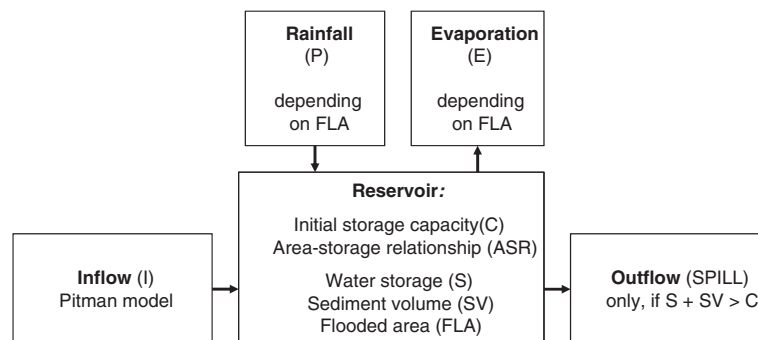 Rainfall
(P)
depending
on FLA
Evaporation
(E)
depending
on FLA
Reservoir:
Initial storage capacity(C)
Area-storage relationship (ASR)
Water storage (S)
Sediment volume (SV)
Flooded area (FLA)
Inflow (I)
Pitman model
Outflow (SPILL)
only, if S + SV > C